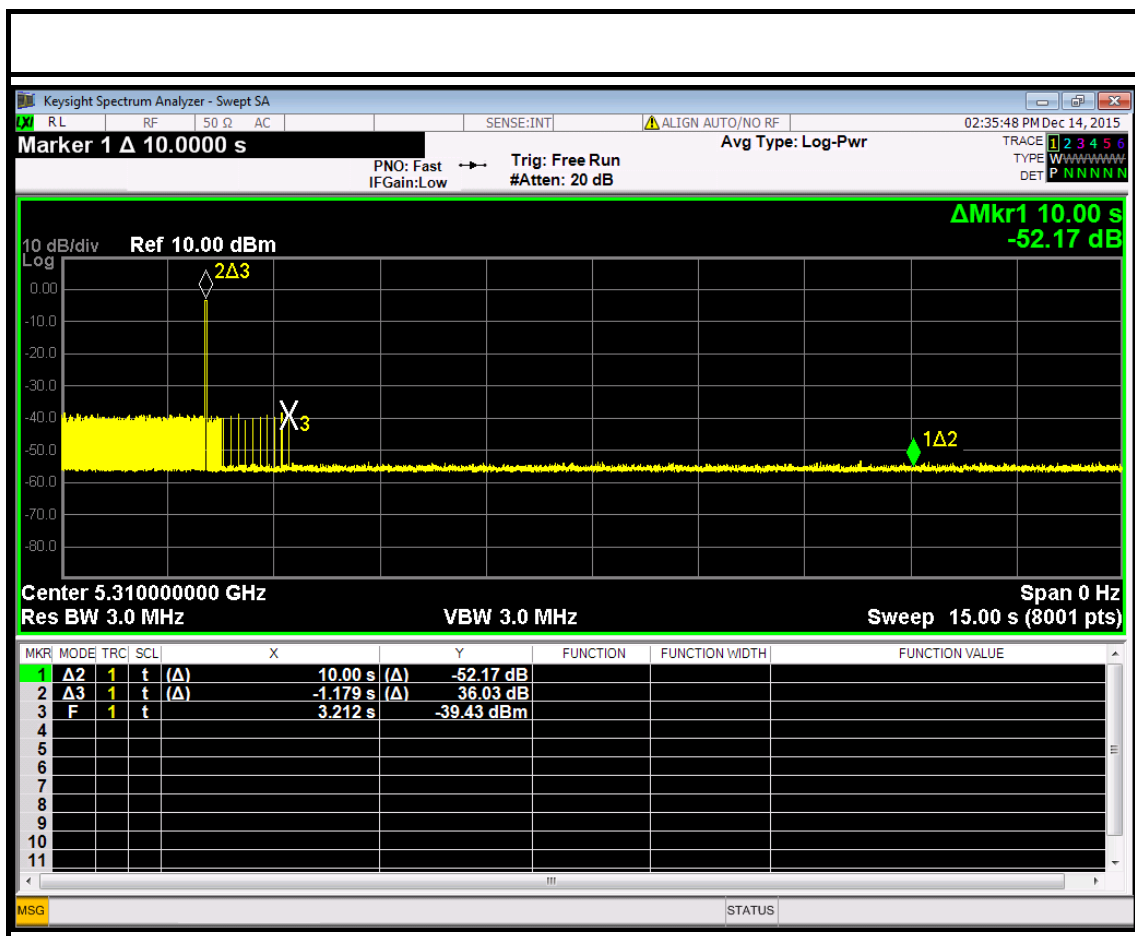 Keysight Spectrum Analyzer - Swept SA
LXI RL RF 50 Ω AC SENSE:INT ALIGN AUTO/NO RF 02:35:48 PM Dec 14, 2015
Marker 1 Δ 10.0000 s
Avg Type: Log-Pwr
TRACE 1 2 3 4 5 6
PNO: Fast Trig: Free Run
TYPE WWWWWW
IFGain:Low #Atten: 20 dB
DET P N N N N N
ΔMkr1 10.00 s
-52.17 dB
10 dB/div Ref 10.00 dBm
Log
2Δ3
0.00
-10.0
-20.0
-30.0
-40.0
X3
1Δ2
-50.0
-60.0
-70.0
-80.0
Center 5.310000000 GHz Span 0 Hz
Res BW 3.0 MHz VBW 3.0 MHz Sweep 15.00 s (8001 pts)
MKR MODE TRC SCL X Y FUNCTION FUNCTION WIDTH FUNCTION VALUE
1 Δ2 1 t (Δ) 10.00 s (Δ) -52.17 dB
2 Δ3 1 t (Δ) -1.179 s (Δ) 36.03 dB
3 F 1 t 3.212 s -39.43 dBm
4
5
6
7
8
9
10
11
MSG STATUS